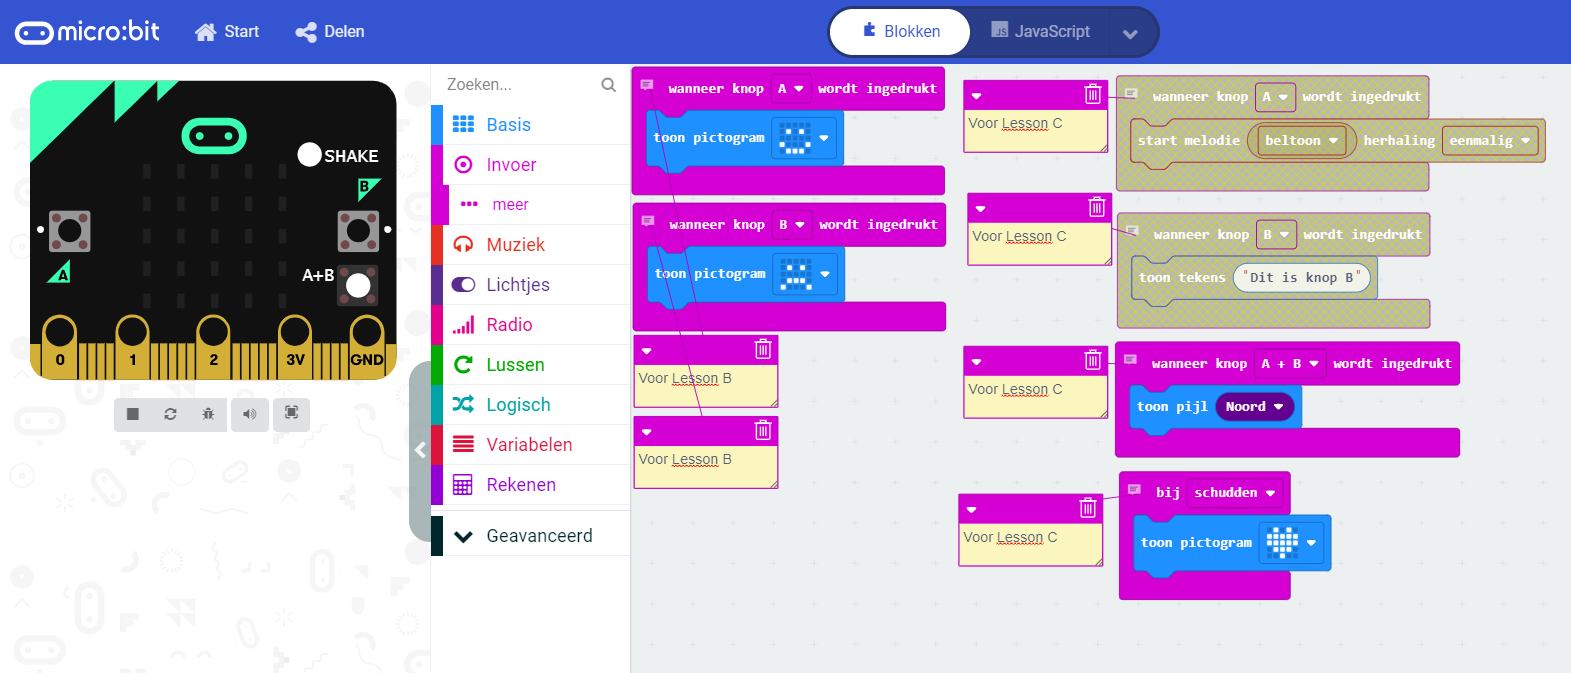 micro:bit
Start
Delen
Blokken
JavaScript
SHAKE
B
A
A+B
0
1
2
3V
GND
Zoeken...
Basis
Invoer
meer
Muziek
Lichtjes
Radio
Lussen
Logisch
Variabelen
Rekenen
Geavanceerd
wanneer knop A wordt ingedrukt
toon pictogram
wanneer knop B wordt ingedrukt
toon pictogram
Voor Lesson B
Voor Lesson B
Voor Lesson C
wanneer knop A wordt ingedrukt
start melodie beltoon herhaling eenmalig
Voor Lesson C
wanneer knop B wordt ingedrukt
toon tekens "Dit is knop B"
Voor Lesson C
wanneer knop A + B wordt ingedrukt
toon pijl Noord
Voor Lesson C
bij schudden
toon pictogram